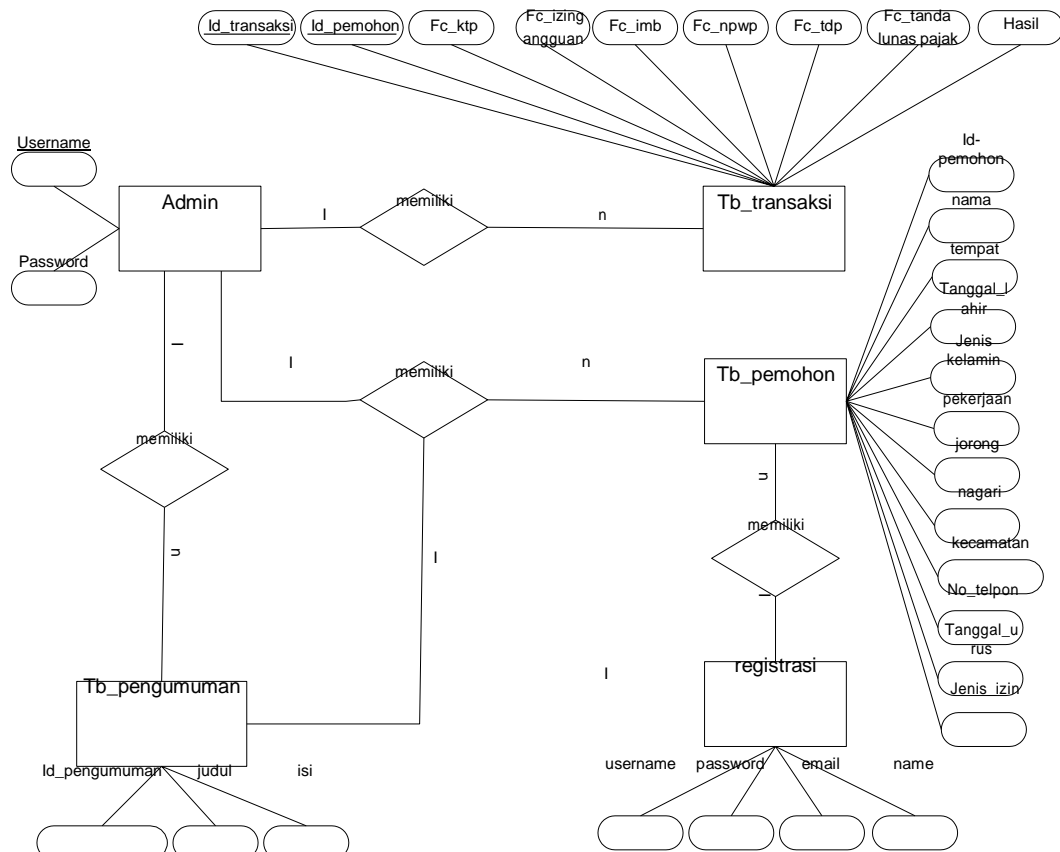 Id_transaksi
Id_pemohon
Fc_ktp
Fc_izing
angguan
Fc_imb
Fc_npwp
Fc_tdp
Fc_tanda
lunas pajak
Hasil
Username
Password
Admin
I
memiliki
n
Tb_transaksi
Id-
pemohon
nama
tempat
Tanggal_l
ahir
Jenis
kelamin
pekerjaan
jorong
nagari
kecamatan
No_telpon
Tanggal_u
rus
Jenis_izin
I
I
memiliki
n
Tb_pemohon
memiliki
n
I
n
memiliki
I
I
Tb_pengumuman
registrasi
Id_pengumuman
judul
isi
username
password
email
name